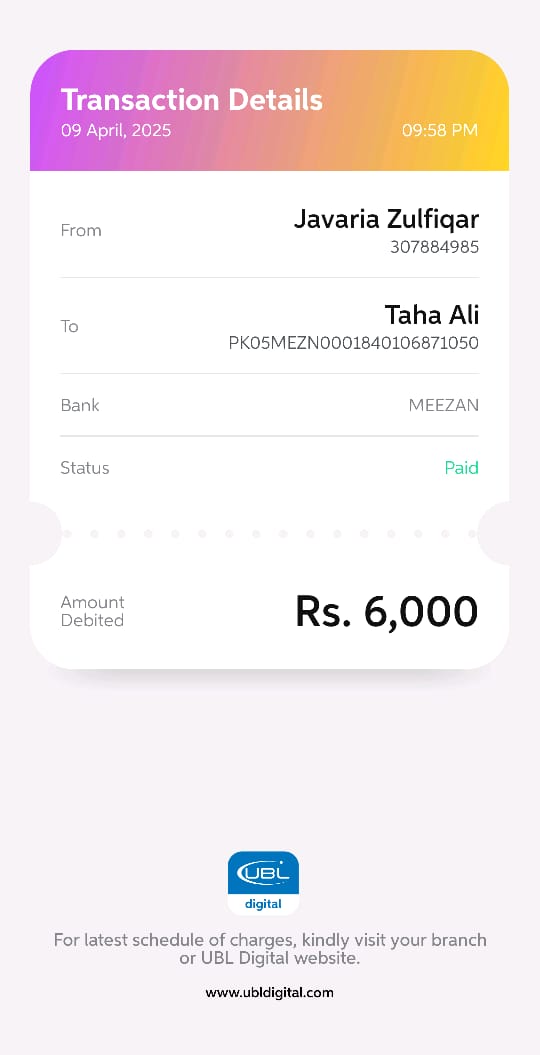 Transaction Details
09 April, 2025 09:58 PM
From Javaria Zulfiqar
307884985
To Taha Ali
PK05MEZN0001840106871050
Bank MEEZAN
Status Paid
Amount
Debited Rs. 6,000
UBL
digital
For latest schedule of charges, kindly visit your branch
or UBL Digital website.
www.ubldigital.com